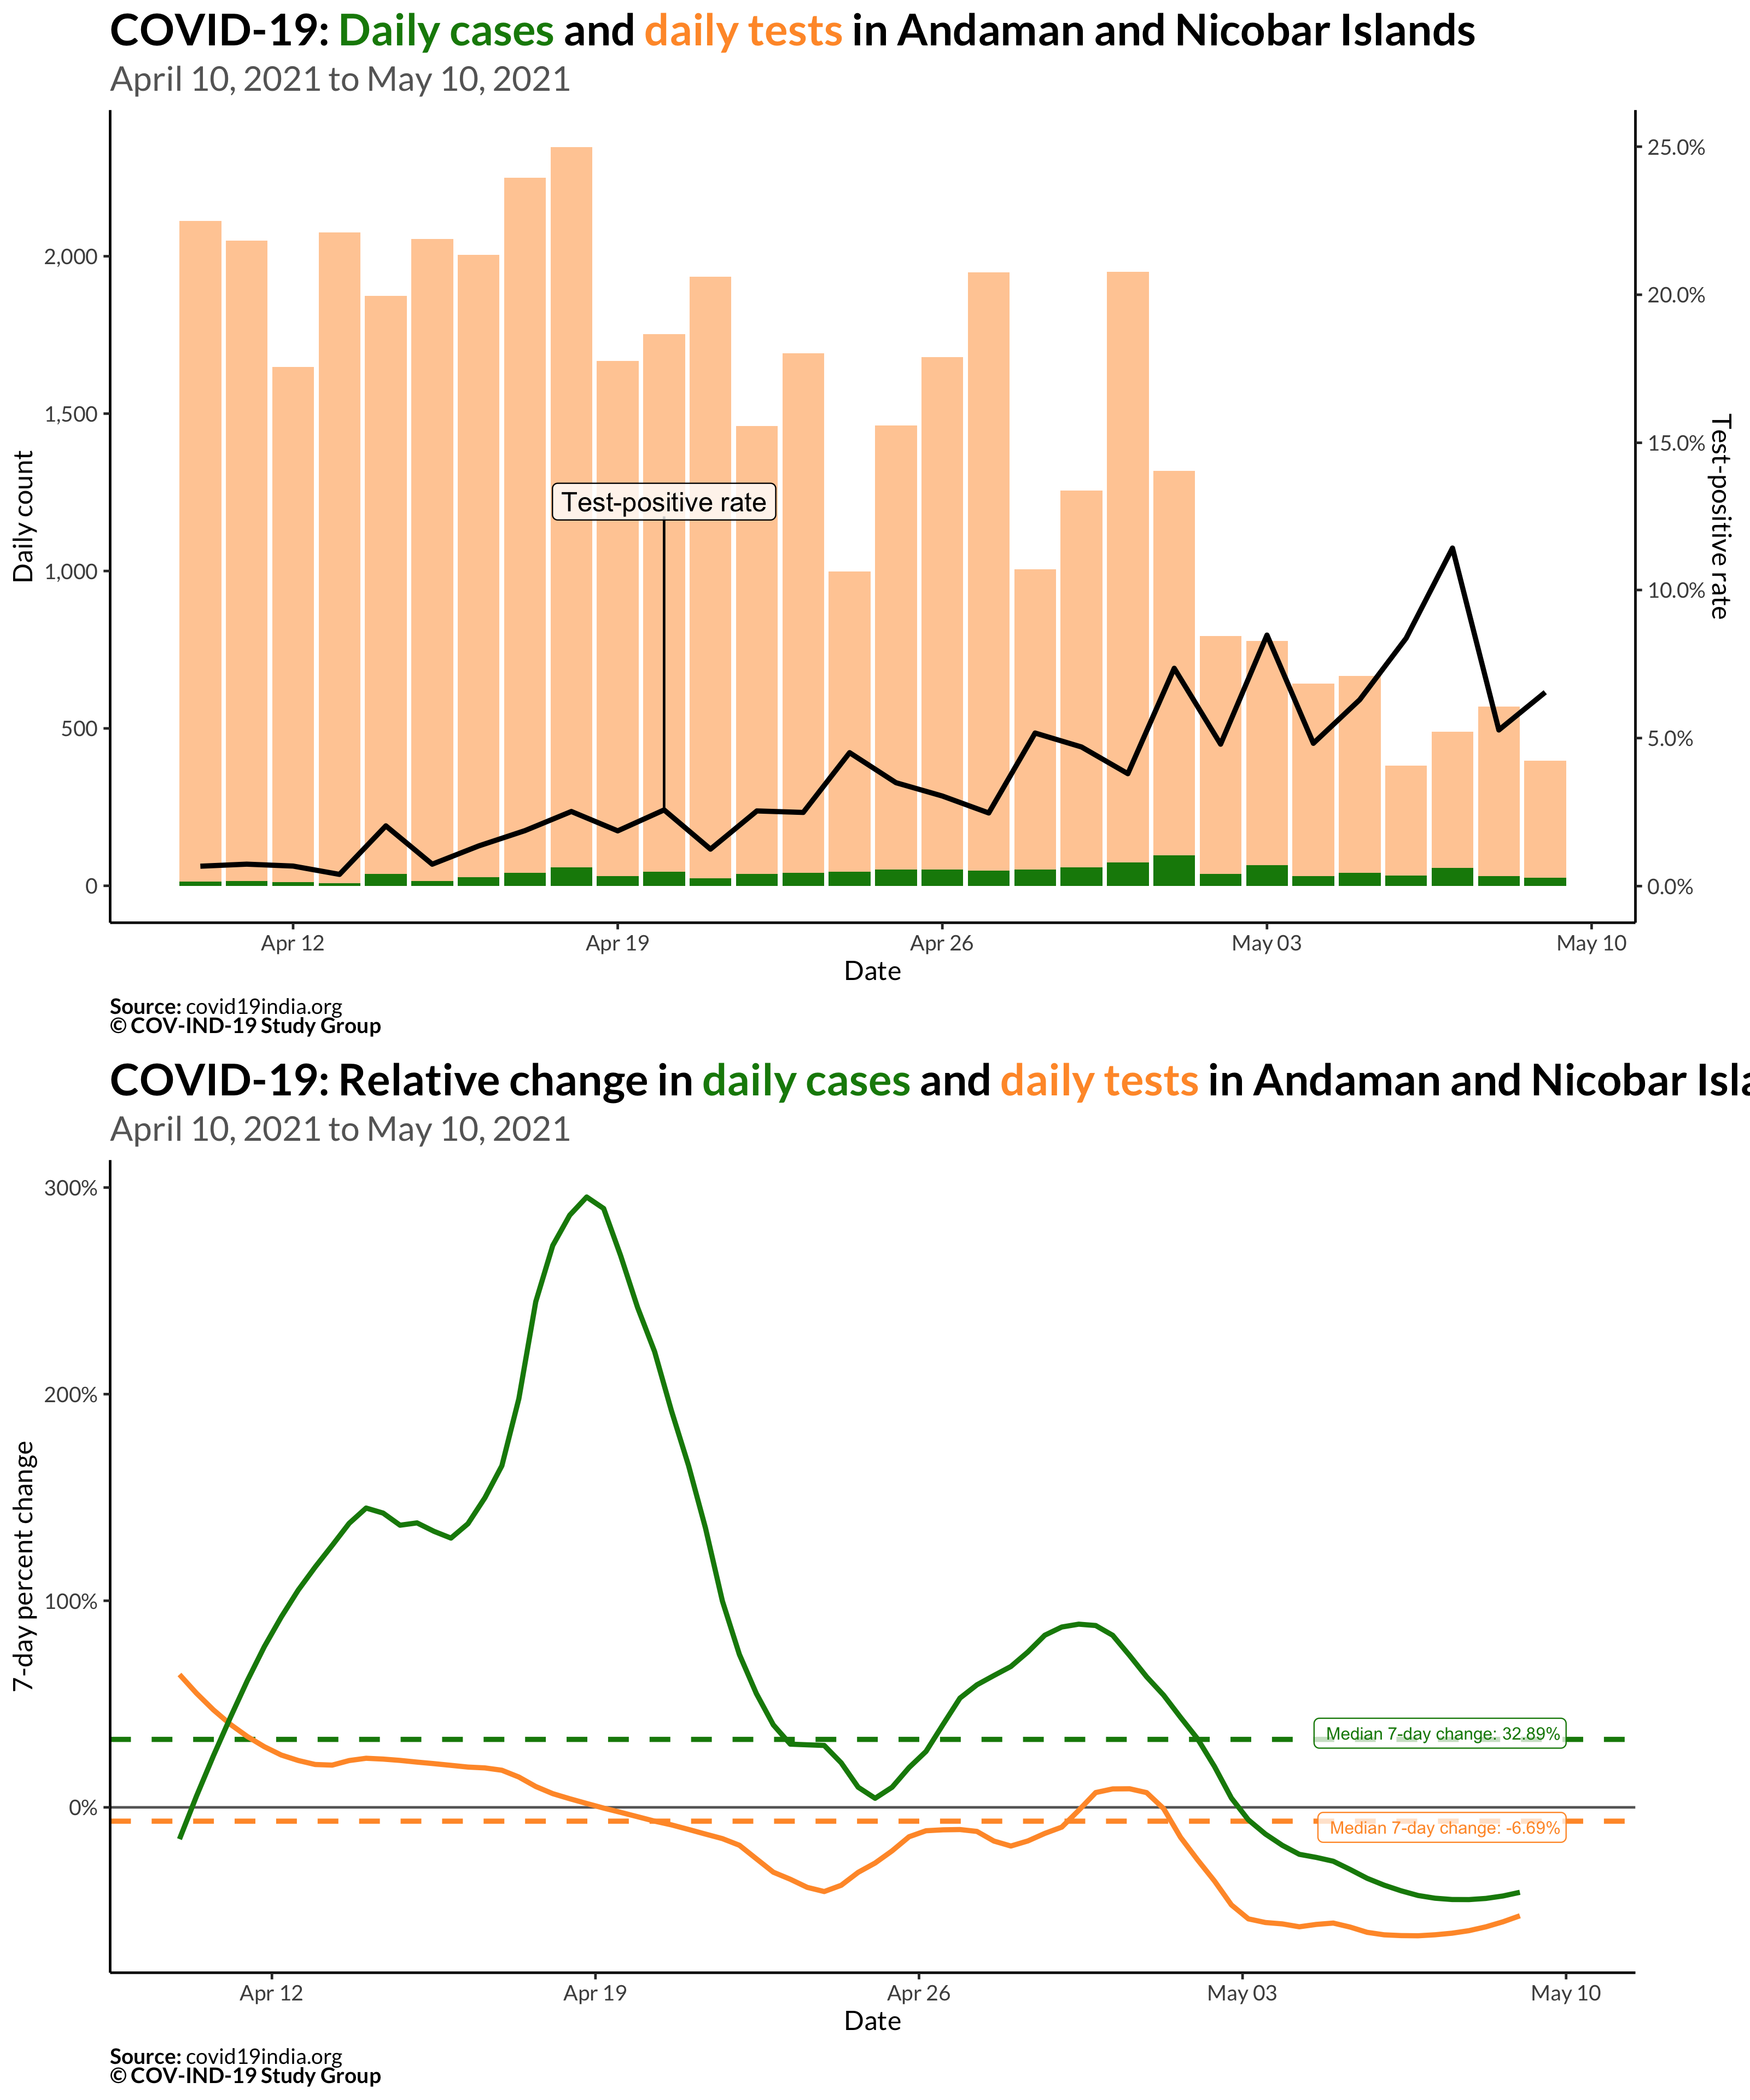 COVID-19: Daily cases and daily tests in Andaman and Nicobar Islands
April 10, 2021 to May 10, 2021
Daily count
2,000
1,500
1,000
500
0
25.0%
20.0%
15.0%
10.0%
5.0%
0.0%
Test-positive rate
Test-positive rate
Apr 12 Apr 19 Apr 26 May 03 May 10
Date
Source: covid19india.org
© COV-IND-19 Study Group
COVID-19: Relative change in daily cases and daily tests in Andaman and Nicobar Isla
April 10, 2021 to May 10, 2021
7-day percent change
300%
200%
100%
0%
Median 7-day change: 32.89%
Median 7-day change: -6.69%
Apr 12 Apr 19 Apr 26 May 03 May 10
Date
Source: covid19india.org
© COV-IND-19 Study Group